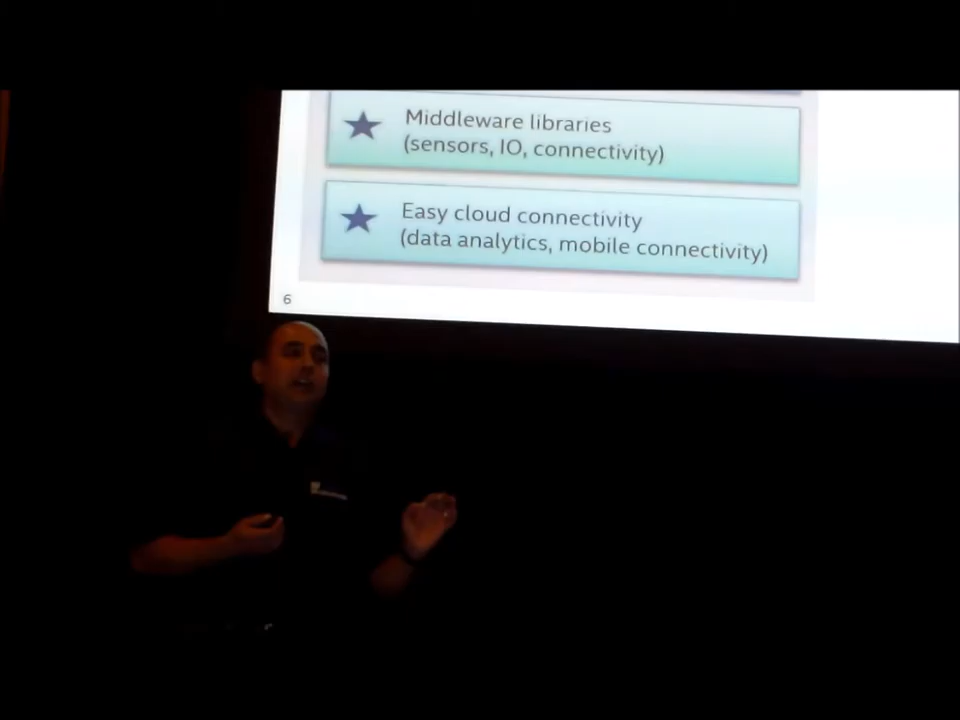 Middleware libraries
(sensors, IO, connectivity)
Easy cloud connectivity
(data analytics, mobile connectivity)
6